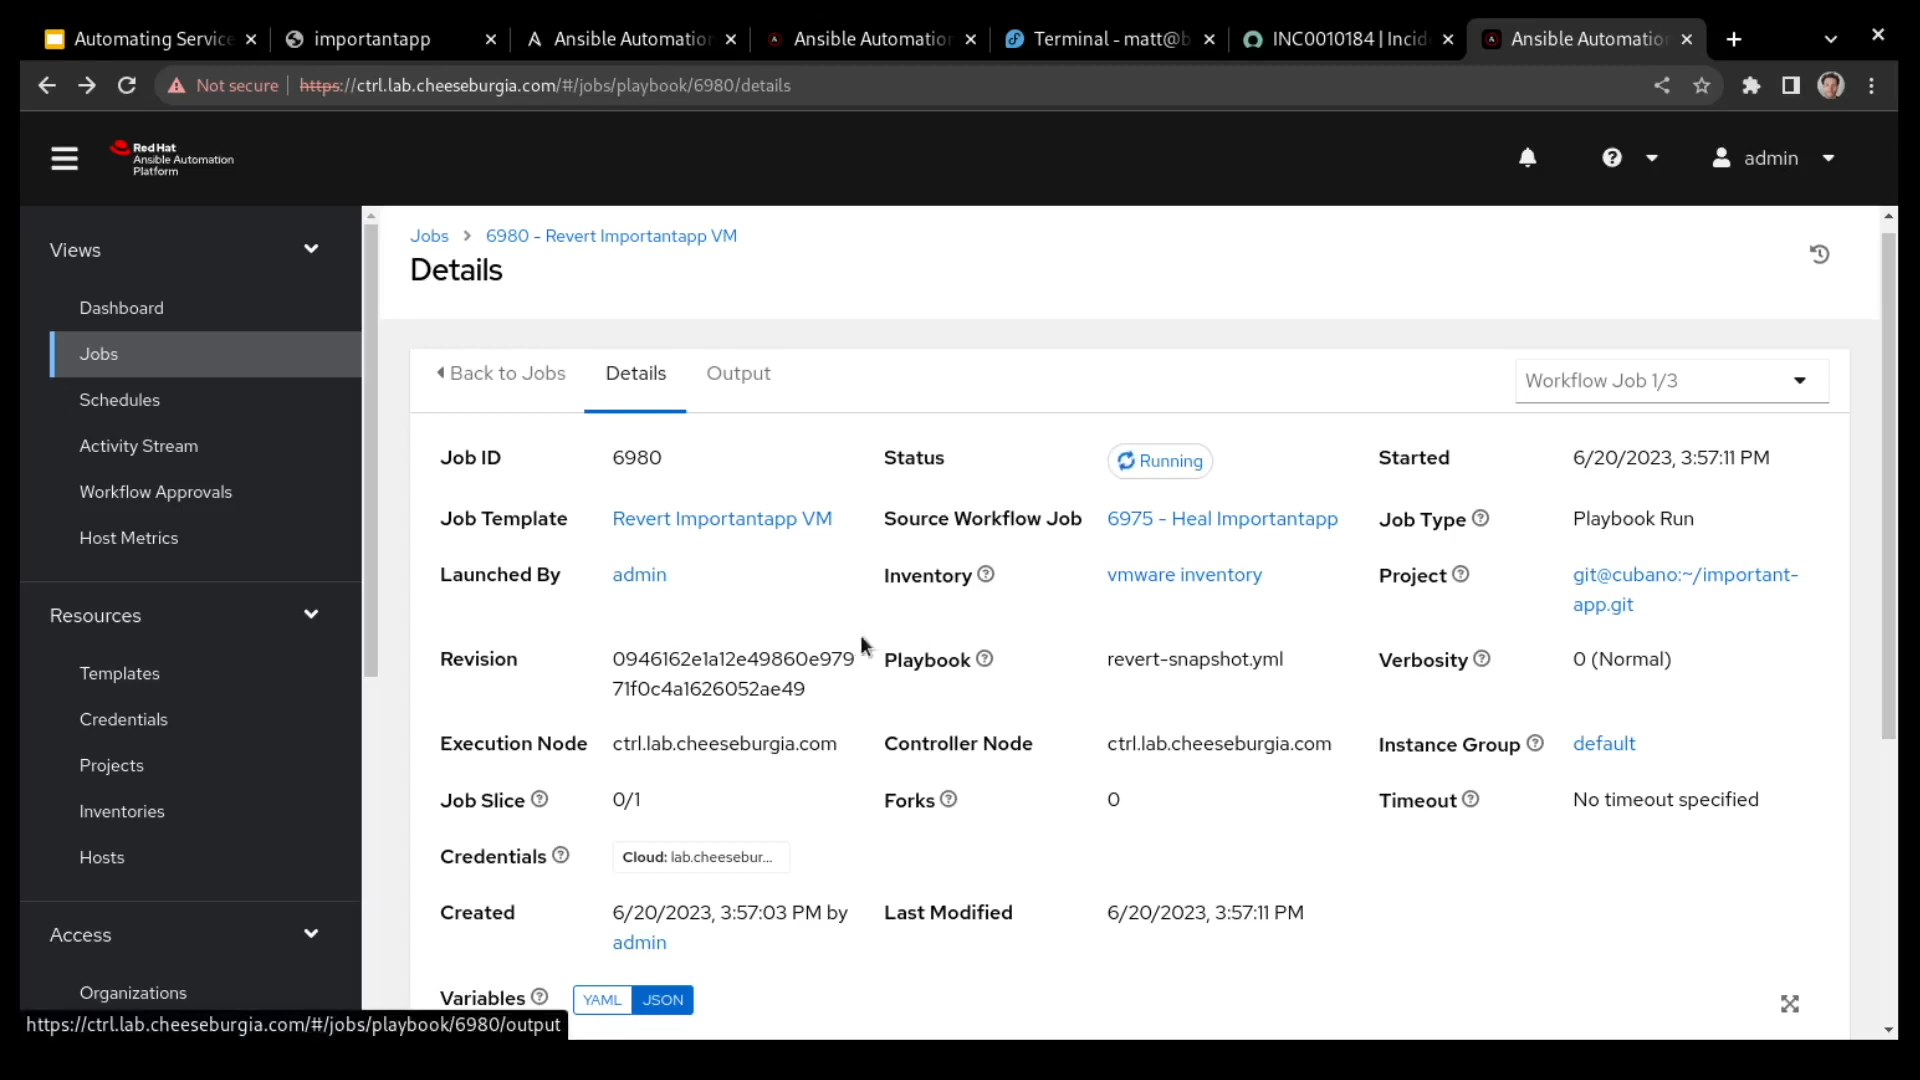 Automating Service
importantapp
Ansible Automation
Ansible Automation
Terminal - matt@b
INC0010184 | Incid
Ansible Automatio
Not secure
https://ctrl.lab.cheeseburgia.com/#/jobs/playbook/6980/details
Red Hat
Ansible Automation
Platform
admin
Views
Dashboard
Jobs
Schedules
Activity Stream
Workflow Approvals
Host Metrics
Resources
Templates
Credentials
Projects
Inventories
Hosts
Access
Organizations
Jobs
6980 - Revert Importantapp VM
Details
Back to Jobs
Details
Output
Workflow Job 1/3
Job ID
6980
Status
Running
Started
6/20/2023, 3:57:11 PM
Job Template
Revert Importantapp VM
Source Workflow Job
6975 - Heal Importantapp
Job Type
Playbook Run
Launched By
admin
Inventory
vmware inventory
Project
git@cubano:~/important-
app.git
Revision
0946162e1a12e49860e979
71f0c4a1626052ae49
Playbook
revert-snapshot.yml
Verbosity
0 (Normal)
Execution Node
ctrl.lab.cheeseburgia.com
Controller Node
ctrl.lab.cheeseburgia.com
Instance Group
default
Job Slice
0/1
Forks
0
Timeout
No timeout specified
Credentials
Cloud: lab.cheesebur...
Created
6/20/2023, 3:57:03 PM by
admin
Last Modified
6/20/2023, 3:57:11 PM
Variables
YAML
JSON
https://ctrl.lab.cheeseburgia.com/#/jobs/playbook/6980/output